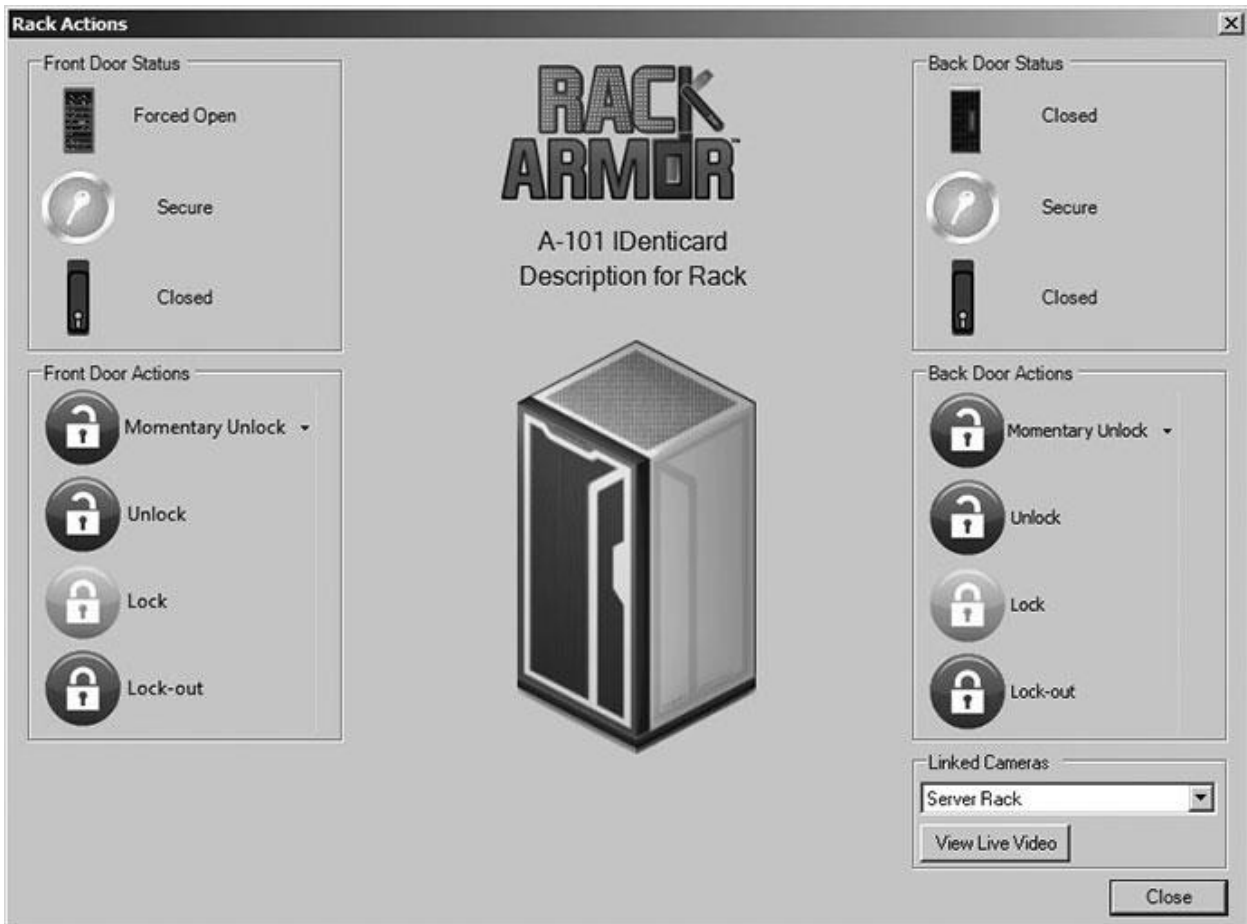 Rack Actions
Front Door Status
Forced Open
Secure
Closed
Front Door Actions
Momentary Unlock
Unlock
Lock
Lock-out
RACK
ARMOR™
A-101 IDenticard
Description for Rack
Back Door Status
Closed
Secure
Closed
Back Door Actions
Momentary Unlock
Unlock
Lock
Lock-out
Linked Cameras
Server Rack
View Live Video
Close